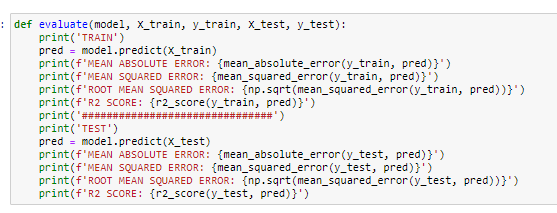 : def evaluate(model, X_train, y_train, X_test, y_test):
    print('TRAIN')
    pred = model.predict(X_train)
    print(f'MEAN ABSOLUTE ERROR: {mean_absolute_error(y_train, pred)}')
    print(f'MEAN SQUARED ERROR: {mean_squared_error(y_train, pred)}')
    print(f'ROOT MEAN SQUARED ERROR: {np.sqrt(mean_squared_error(y_train, pred))}')
    print(f'R2 SCORE: {r2_score(y_train, pred)}')
    print('###############################')
    print('TEST')
    pred = model.predict(X_test)
    print(f'MEAN ABSOLUTE ERROR: {mean_absolute_error(y_test, pred)}')
    print(f'MEAN SQUARED ERROR: {mean_squared_error(y_test, pred)}')
    print(f'ROOT MEAN SQUARED ERROR: {np.sqrt(mean_squared_error(y_test, pred))}')
    print(f'R2 SCORE: {r2_score(y_test, pred)}')